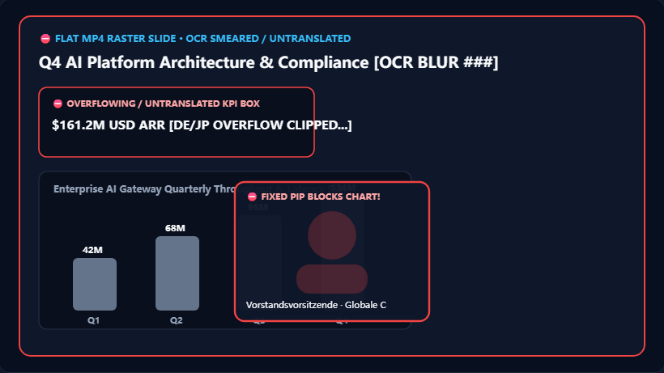 ⛔ FLAT MP4 RASTER SLIDE • OCR SMEARED / UNTRANSLATED
Q4 AI Platform Architecture & Compliance [OCR BLUR ###]
⛔ OVERFLOWING / UNTRANSLATED KPI BOX
$161.2M USD ARR [DE/JP OVERFLOW CLIPPED...]
Enterprise AI Gateway Quarterly
⛔ FIXED PIP BLOCKS CHART!
42M
68M
Vorstandsvorsitzende · Globale C
Q1
Q2